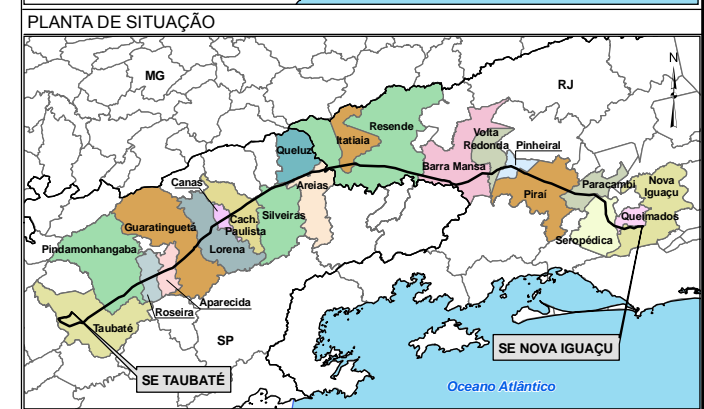 PLANTA DE SITUAÇÃO
MG
RJ
N
Resende
Itatiaia
Volta
Redonda
Pinheiral
Queluz
Barra Mansa
Areias
Canas
Paracambi
Nova
Iguaçu
Piraí
Cach.
Paulista
Silveiras
Queimados
Guaratinguetá
Seropédica
Pindamonhangaba
Lorena
Aparecida
Roseira
Taubaté
SP
SE NOVA IGUAÇU
SE TAUBATÉ
Oceano Atlântico